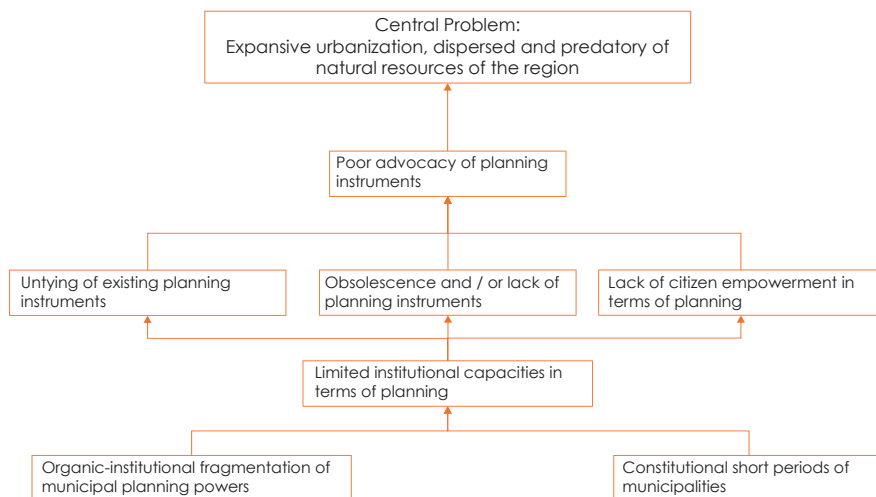 Central Problem:
Expansive urbanization, dispersed and predatory of
natural resources of the region
Poor advocacy of planning
instruments
Untying of existing planning
instruments
Obsolescence and / or lack of
planning instruments
Lack of citizen empowerment in
terms of planning
Limited institutional capacities in
terms of planning
Organic-institutional fragmentation of
municipal planning powers
Constitutional short periods of
municipalities